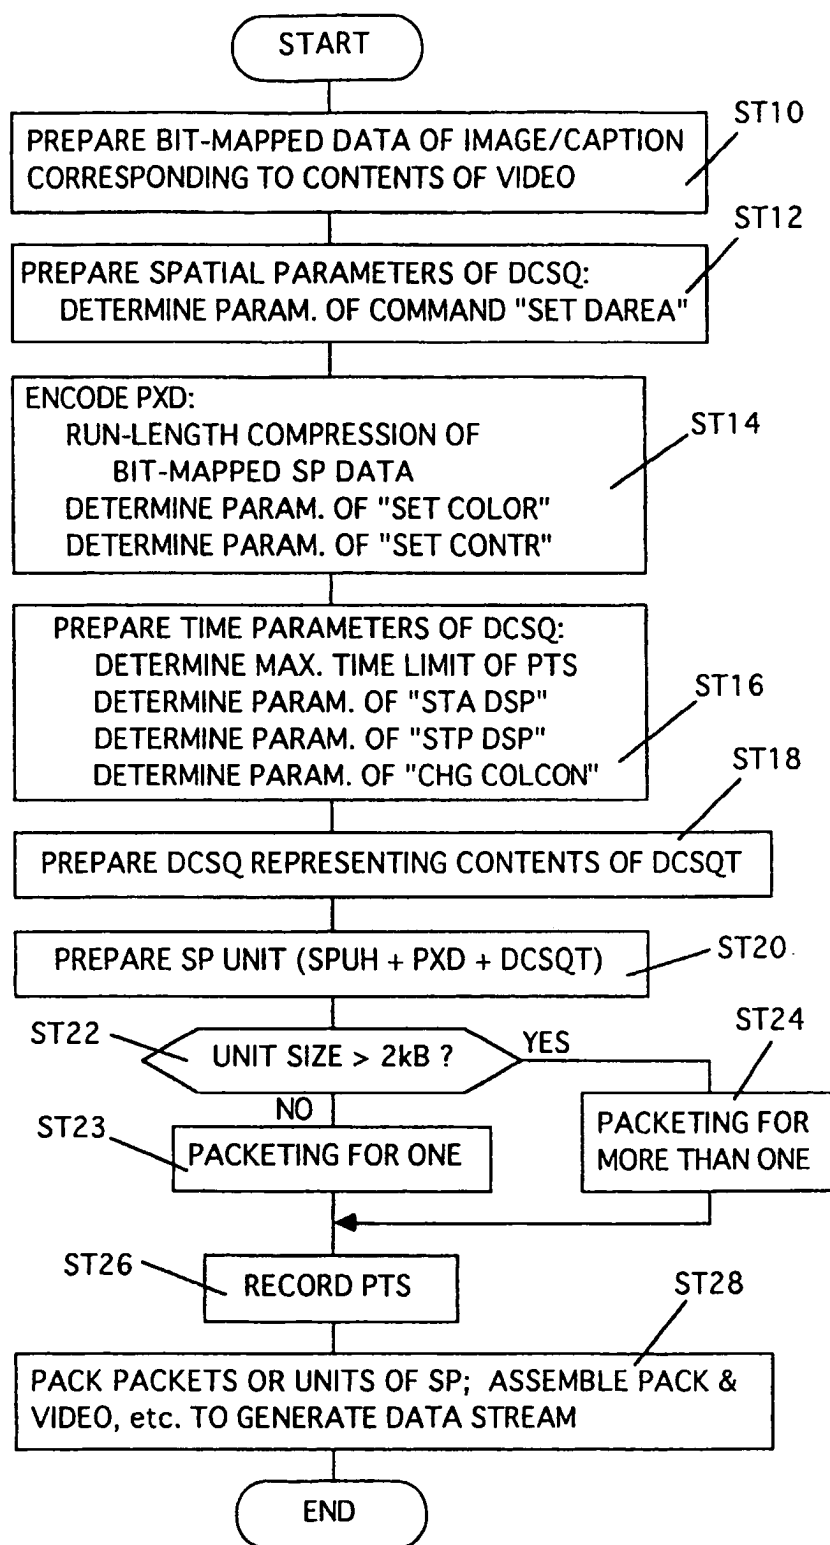 START
ST10
PREPARE BIT-MAPPED DATA OF IMAGE/CAPTION
CORRESPONDING TO CONTENTS OF VIDEO
ST12
PREPARE SPATIAL PARAMETERS OF DCSQ:
DETERMINE PARAM. OF COMMAND "SET DAREA"
ENCODE PXD:
RUN-LENGTH COMPRESSION OF
BIT-MAPPED SP DATA
DETERMINE PARAM. OF "SET COLOR"
DETERMINE PARAM. OF "SET CONTR"
ST14
PREPARE TIME PARAMETERS OF DCSQ:
DETERMINE MAX. TIME LIMIT OF PTS
DETERMINE PARAM. OF "STA DSP"
DETERMINE PARAM. OF "STP DSP"
DETERMINE PARAM. OF "CHG COLCON"
ST16
ST18
PREPARE DCSQ REPRESENTING CONTENTS OF DCSQT
PREPARE SP UNIT (SPUH + PXD + DCSQT)
ST20
ST22
UNIT SIZE > 2kB ?
YES
ST24
NO
ST23
PACKETING FOR ONE
PACKETING FOR
MORE THAN ONE
ST26
RECORD PTS
ST28
PACK PACKETS OR UNITS OF SP; ASSEMBLE PACK &
VIDEO, etc. TO GENERATE DATA STREAM
END